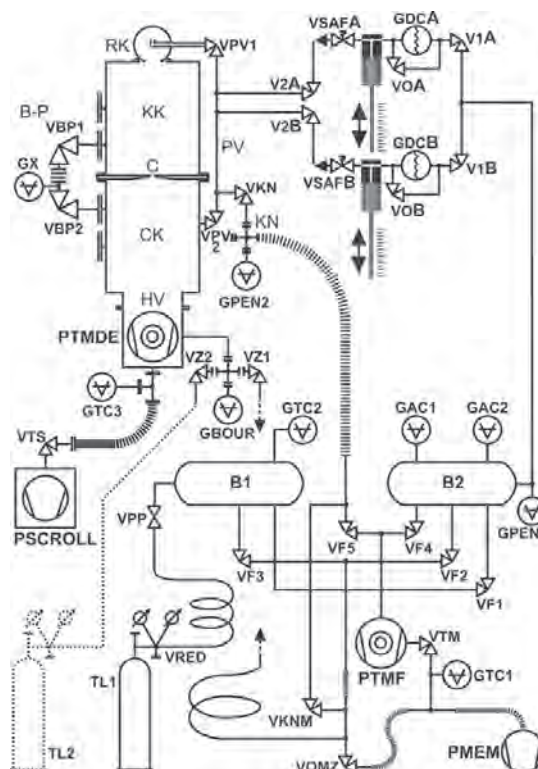 RK
VPV1
VSAFA
GDCA
V1A
KK
V2A
VOA
B-P
VBP1
V2B
PV
GX
C
GDCB
VSAFB
V1B
VKN
VOB
VBP2
CK
KN
VPV
2
HV
GPEN2
PTMDE
VZ2
VZ1
GTC3
GBOUR
GTC2
GAC1
GAC2
VTS
B1
B2
PSCROLL
VPP
GPEN
VF5
VF4
VF3
VF2
VF1
VTM
VRED
PTMF
GTC1
TL1
VKNM
TL2
PMEM